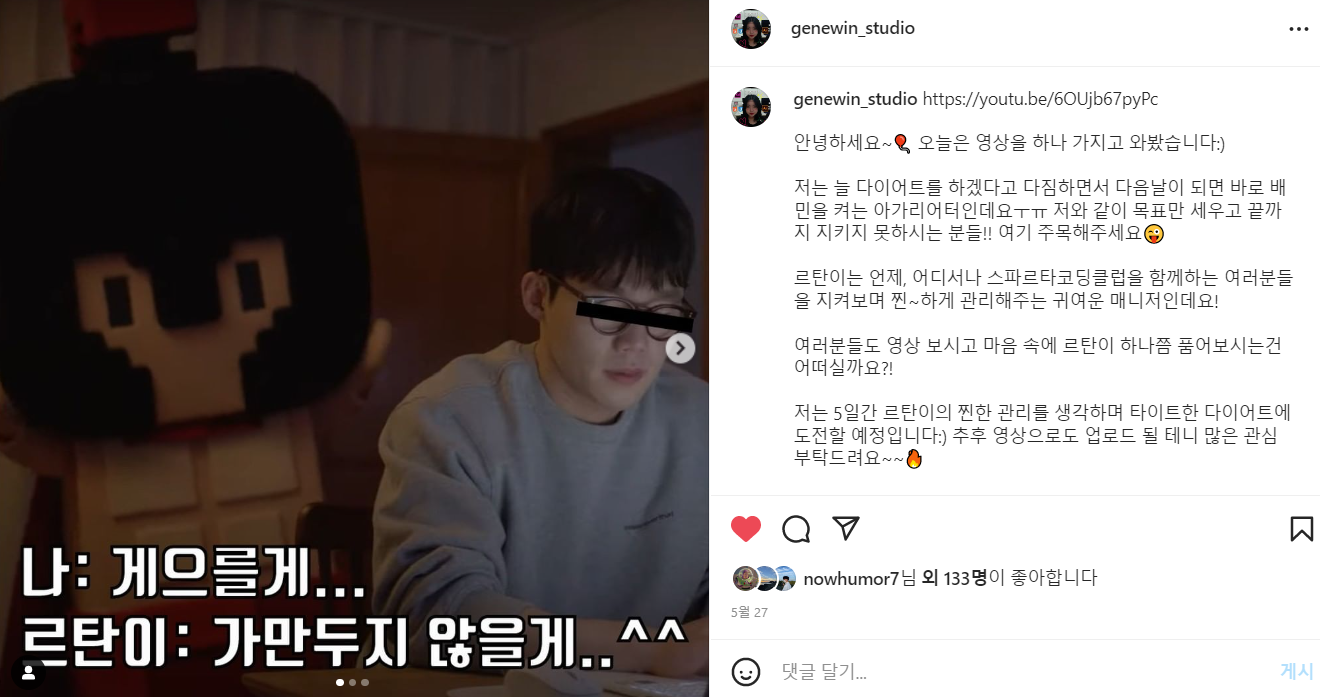 나: 게으를게...
르탄이: 가만두지 않을게..^^
genewin_studio
genewin_studio https://youtu.be/6OUjb67pyPc
안녕하세요~🎈 오늘은 영상을 하나 가지고 와봤습니다:)
저는 늘 다이어트를 하겠다고 다짐하면서 다음날이 되면 바로 배
민을 켜는 아가리어터인데요ㅜㅠ 저와 같이 목표만 세우고 끝까
지 지키지 못하시는 분들!! 여기 주목해주세요😜
르탄이는 언제, 어디서나 스파르타코딩클럽을 함께하는 여러분들
을 지켜보며 찐~하게 관리해주는 귀여운 매니저인데요!
여러분들도 영상 보시고 마음 속에 르탄이 하나쯤 품어보시는건
어떠실까요?!
저는 5일간 르탄이의 찐한 관리를 생각하며 타이트한 다이어트에
도전할 예정입니다:) 추후 영상으로도 업로드 될 테니 많은 관심
부탁드려요~~🔥
nowhumor7님 외 133명이 좋아합니다
5월 27
댓글 달기...
게시